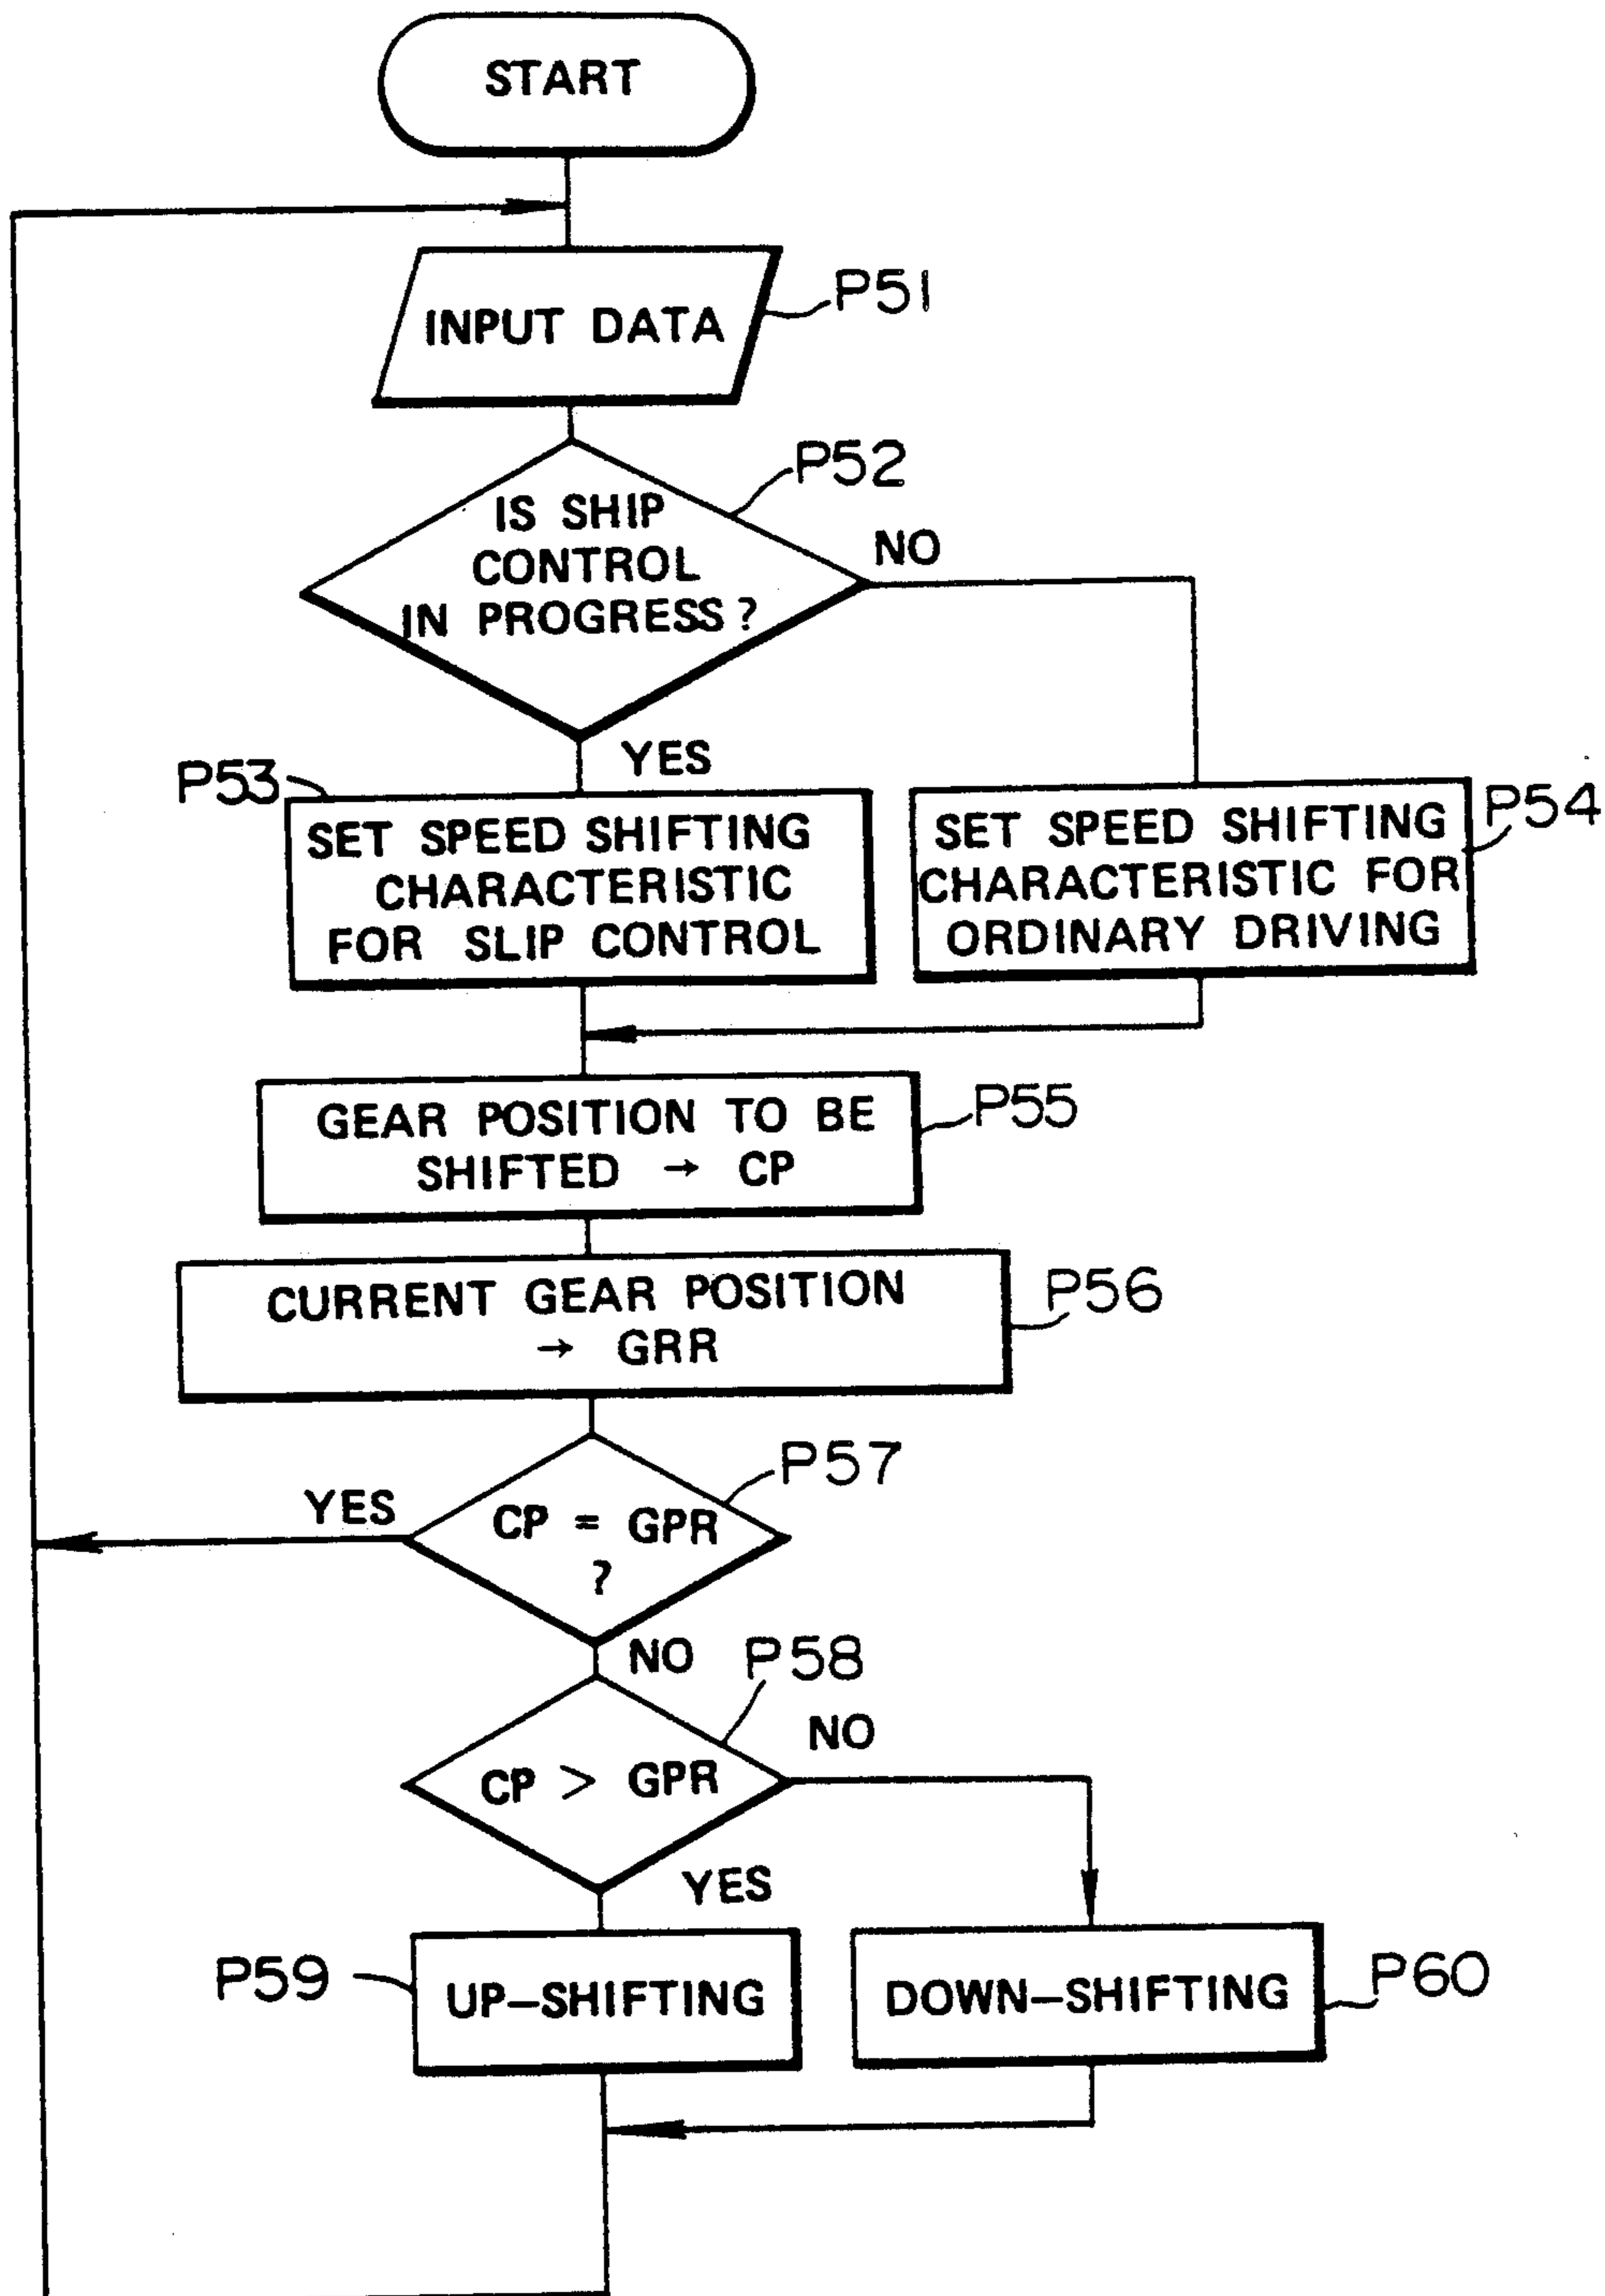 START
INPUT DATA
P51
IS SHIP
CONTROL
IN PROGRESS?
P52
NO
YES
P53
SET SPEED SHIFTING
CHARACTERISTIC
FOR SLIP CONTROL
SET SPEED SHIFTING
CHARACTERISTIC FOR
ORDINARY DRIVING
P54
GEAR POSITION TO BE
SHIFTED → CP
P55
CURRENT GEAR POSITION
→ GRR
P56
P57
YES
CP = GPR
?
NO
P58
NO
CP > GPR
YES
P59
UP-SHIFTING
DOWN-SHIFTING
P60